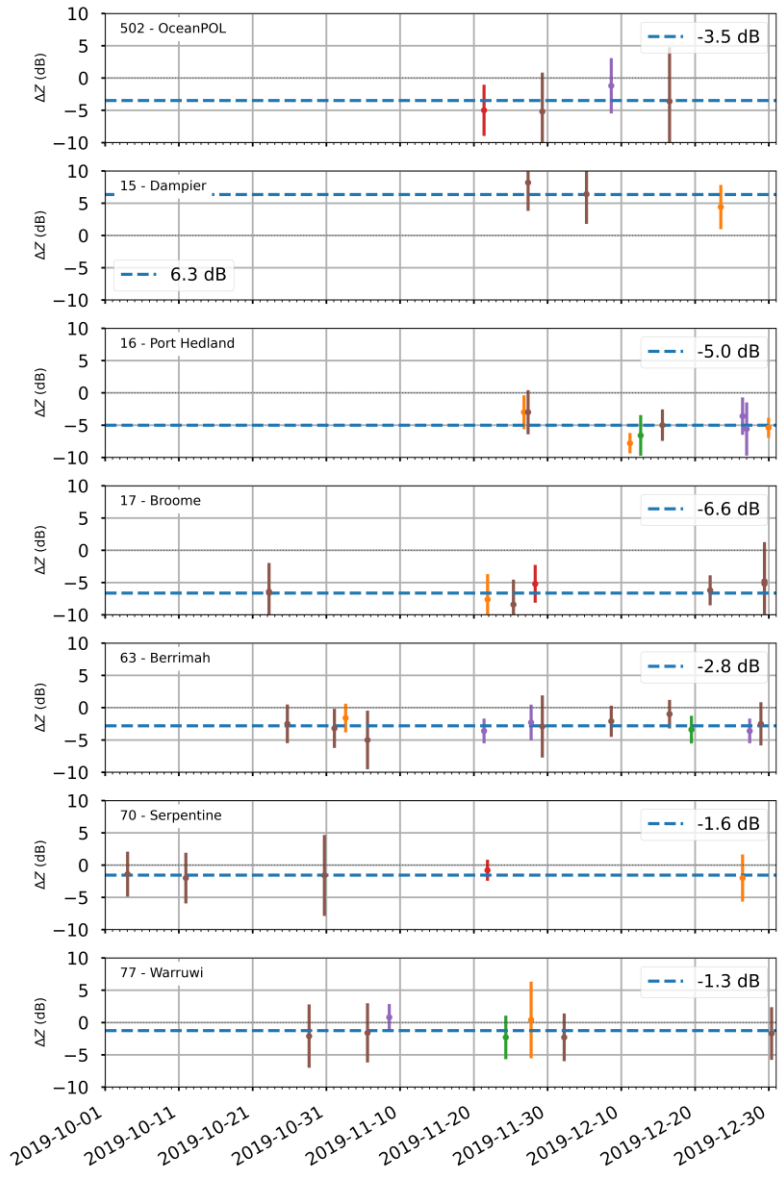 502 - OceanPOL
-3.5 dB
ΔZ (dB)
10
5
0
−5
−10
15 - Dampier
6.3 dB
ΔZ (dB)
10
5
0
−5
−10
16 - Port Hedland
-5.0 dB
ΔZ (dB)
10
5
0
−5
−10
17 - Broome
-6.6 dB
ΔZ (dB)
10
5
0
−5
−10
63 - Berrimah
-2.8 dB
ΔZ (dB)
10
5
0
−5
−10
70 - Serpentine
-1.6 dB
ΔZ (dB)
10
5
0
−5
−10
77 - Warruwi
-1.3 dB
ΔZ (dB)
10
5
0
−5
−10
2019-10-01
2019-10-11
2019-10-21
2019-10-31
2019-11-10
2019-11-20
2019-11-30
2019-12-10
2019-12-20
2019-12-30